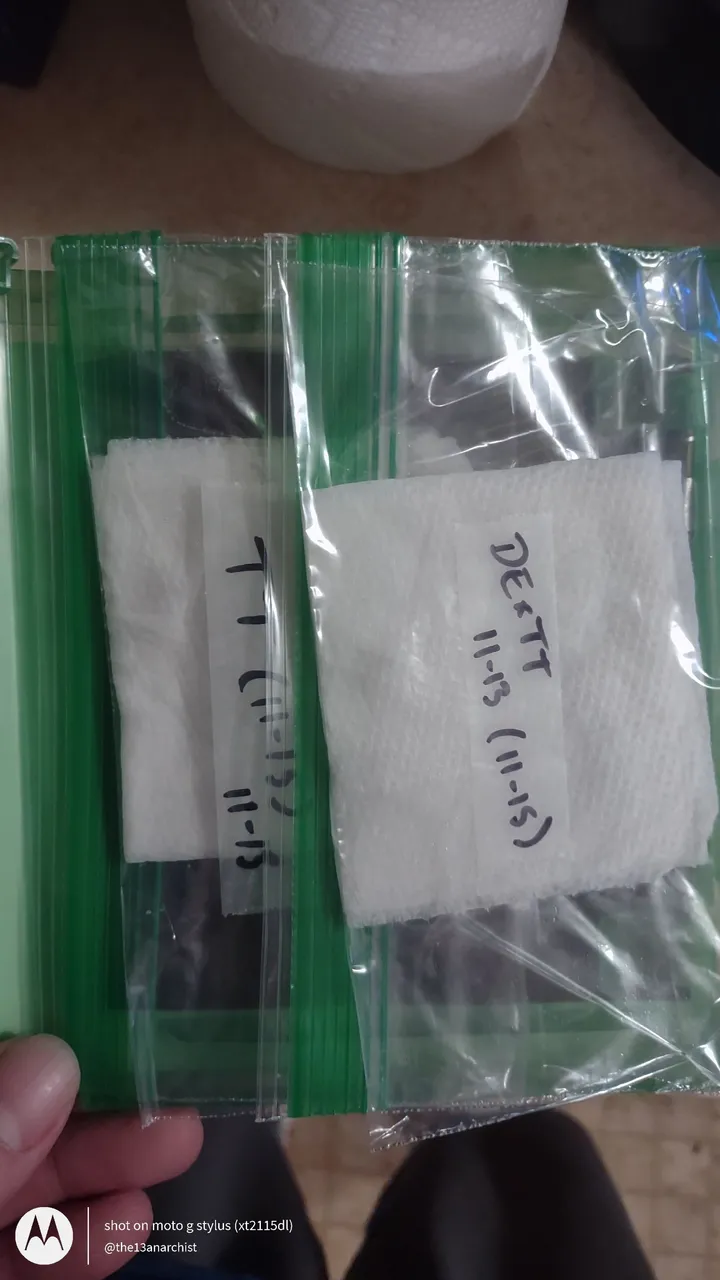 TT (11-15)
11-13
DExTT
11-13 (11-15)
shot on moto g stylus (xt2115dl)
@the13anarchist